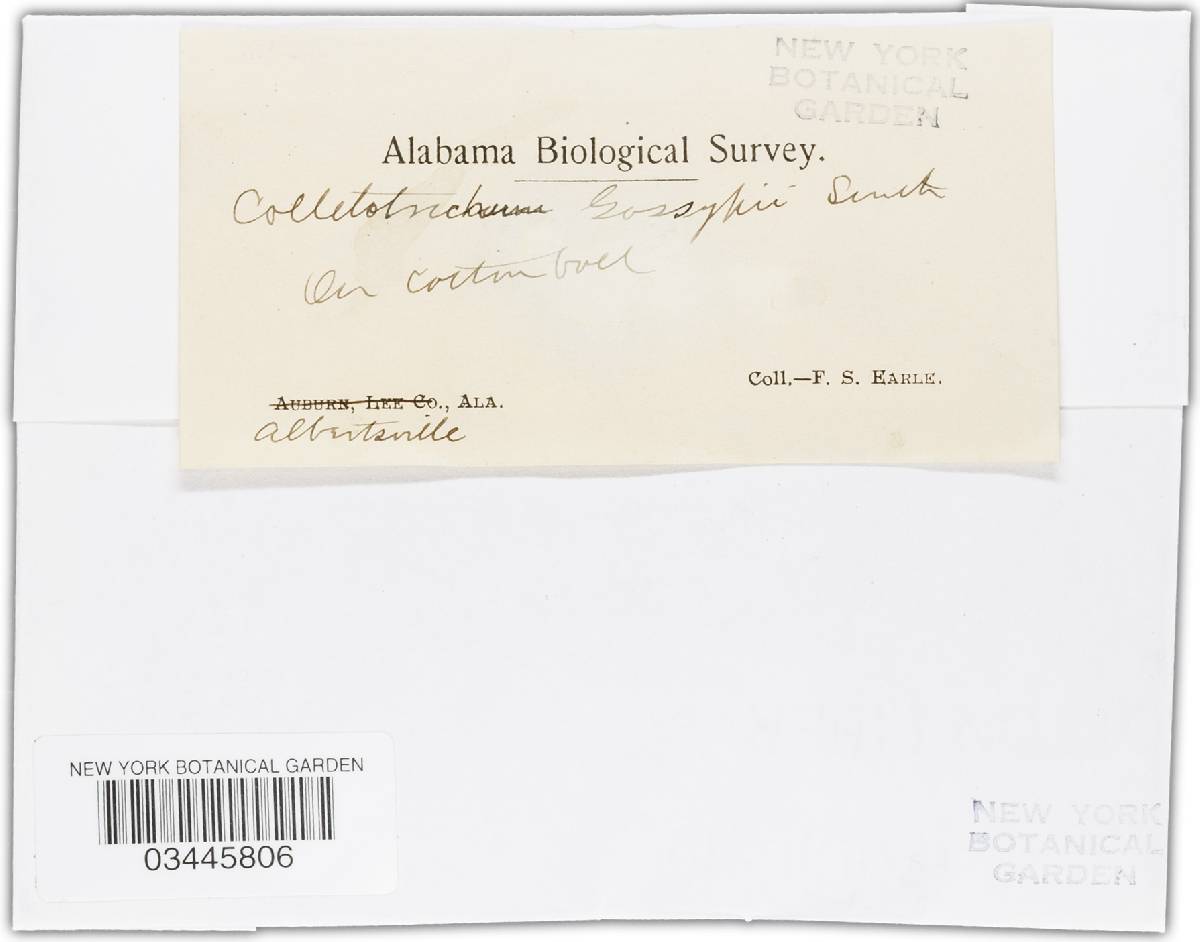 NEW YORK
BOTANICAL
GARDEN
Alabama Biological Survey.
Colletotrichum Gossypii South
On Cotton boll
Coll.—F. S. EARLE.
AUBURN, LEE CO., ALA.
Albertsville
NEW YORK BOTANICAL GARDEN
03445806
NEW YORK
BOTANICAL
GARDEN